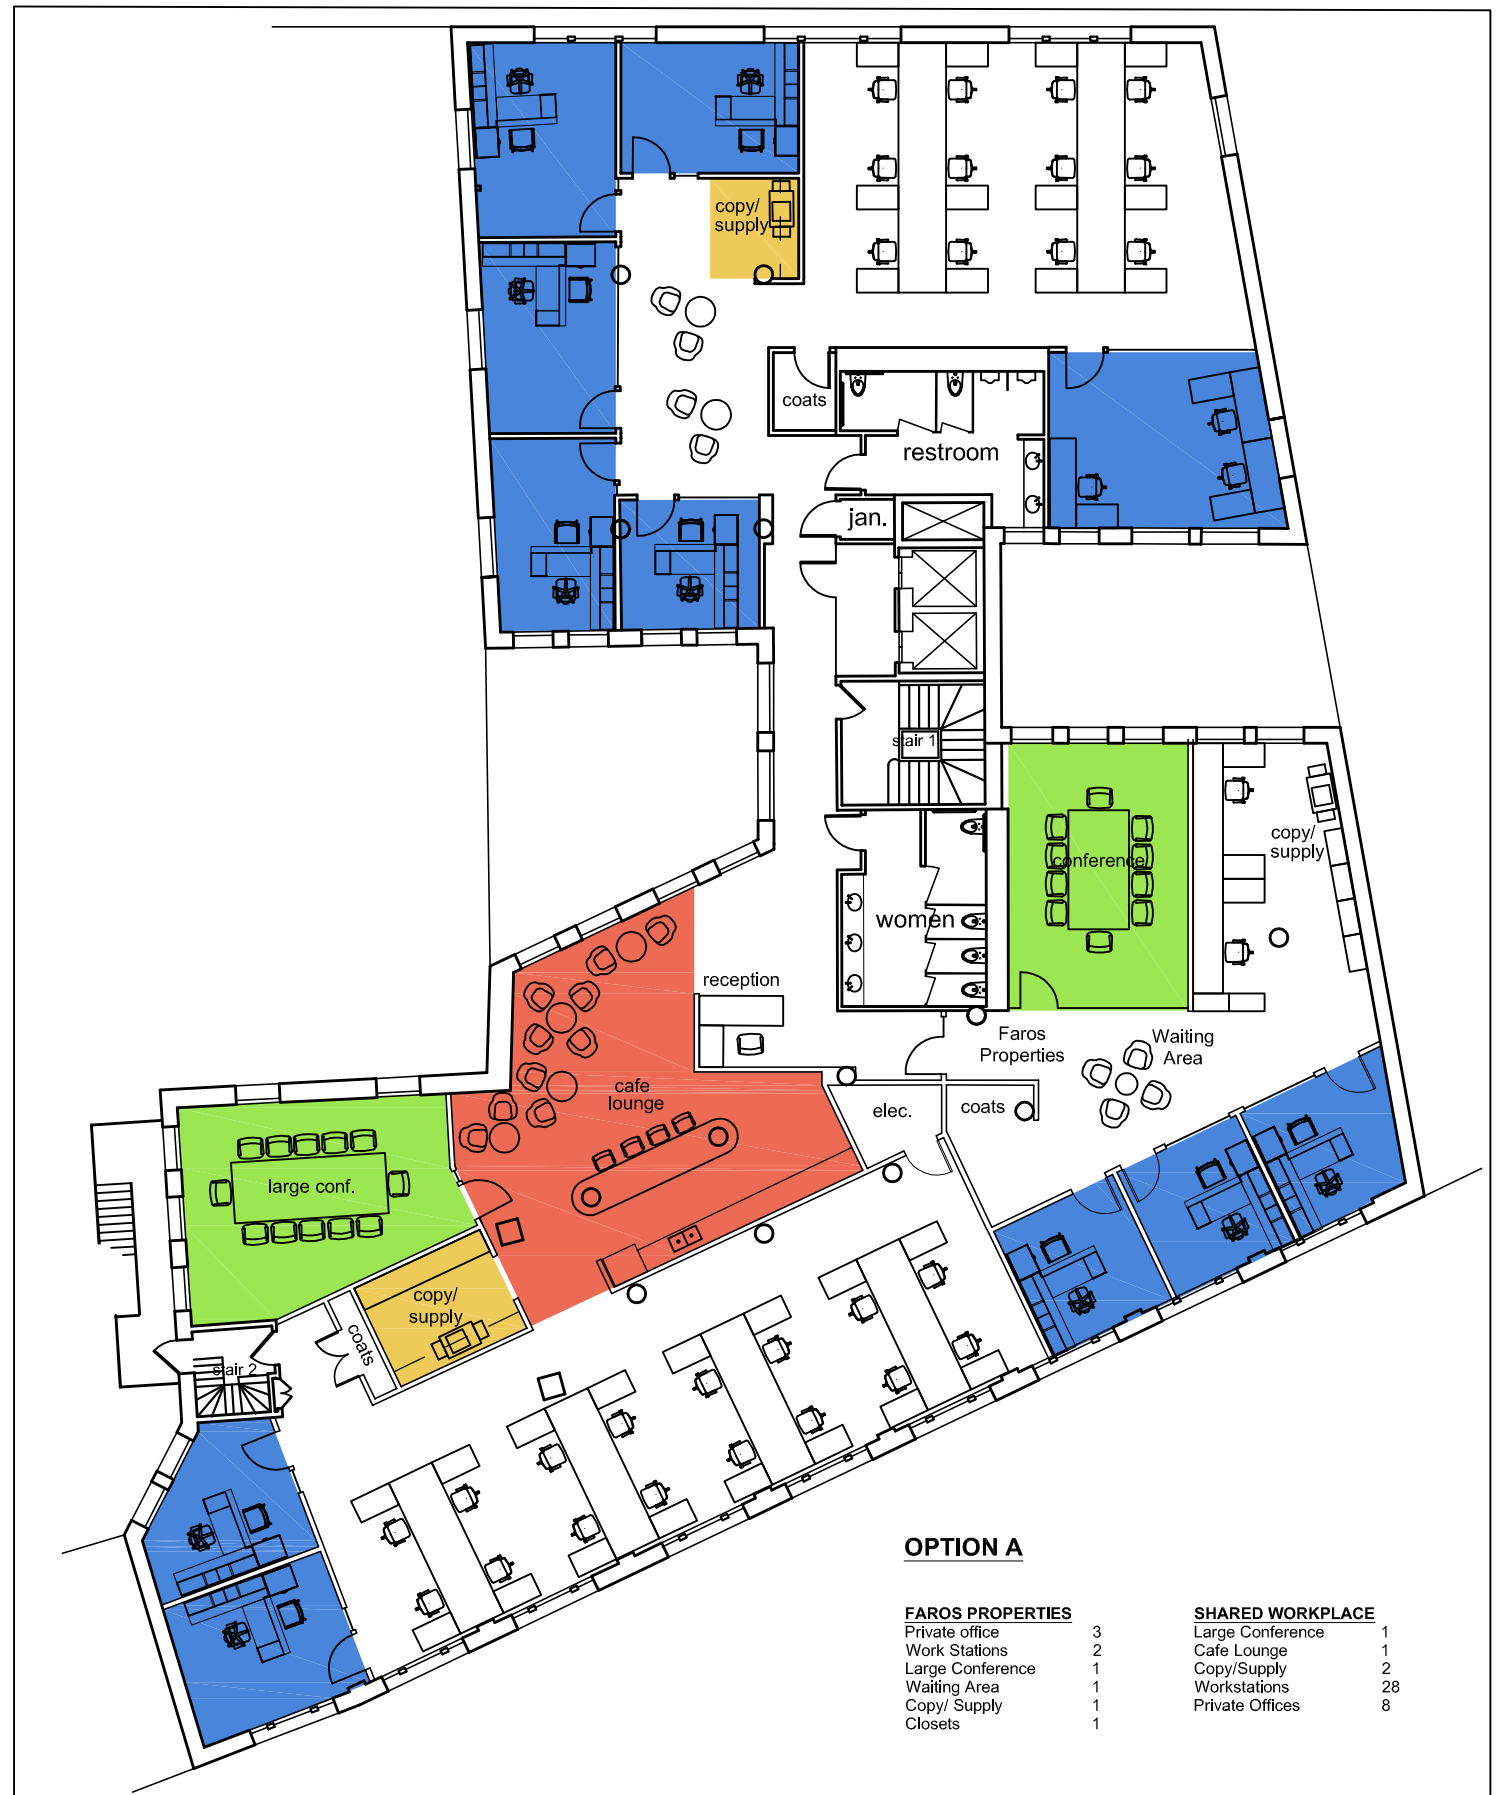 copy/
supply
coats
restroom
jan.
stair 1
conference
copy/
supply
women
reception
Faros
Properties
Waiting
Area
cafe
lounge
elec.
coats
large conf.
copy/
supply
coats
stair 2
OPTION A
FAROS PROPERTIES
Private office 3
Work Stations 2
Large Conference 1
Waiting Area 1
Copy/ Supply 1
Closets 1
SHARED WORKPLACE
Large Conference 1
Cafe Lounge 1
Copy/Supply 2
Workstations 28
Private Offices 8